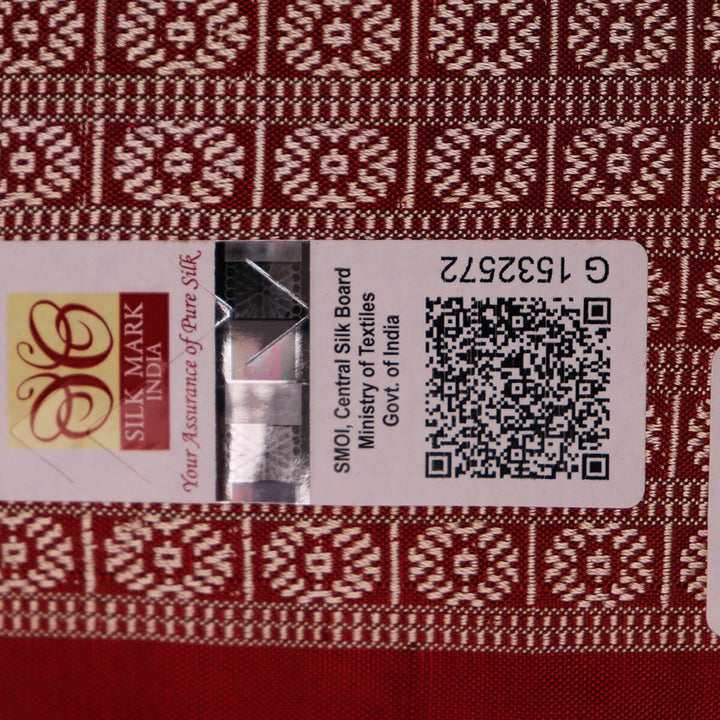 SILK MARK
INDIA
Your Assurance of Pure Silk
SMOI, Central Silk Board
Ministry of Textiles
Govt. of India
G 1532572